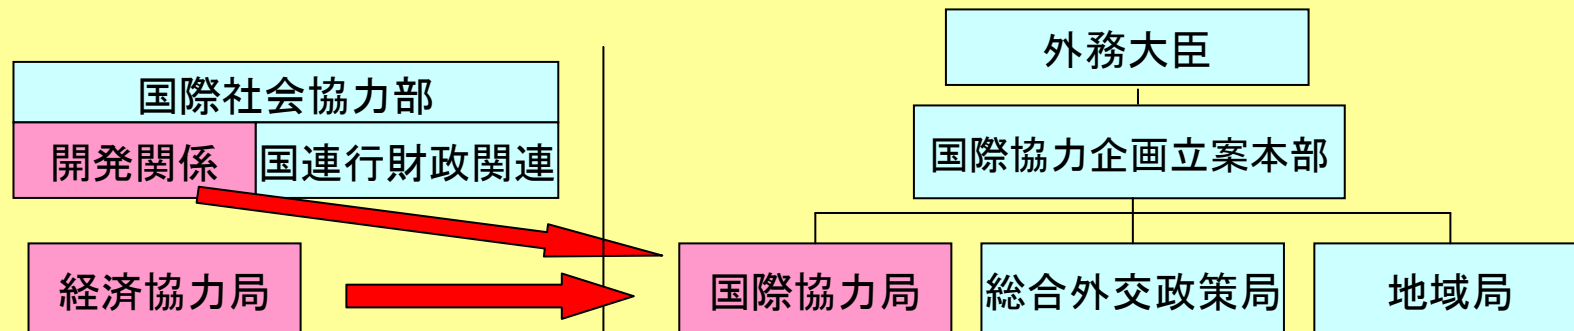 国際社会協力部
開発関係
国連行財政関連
経済協力局
外務大臣
国際協力企画立案本部
国際協力局
総合外交政策局
地域局